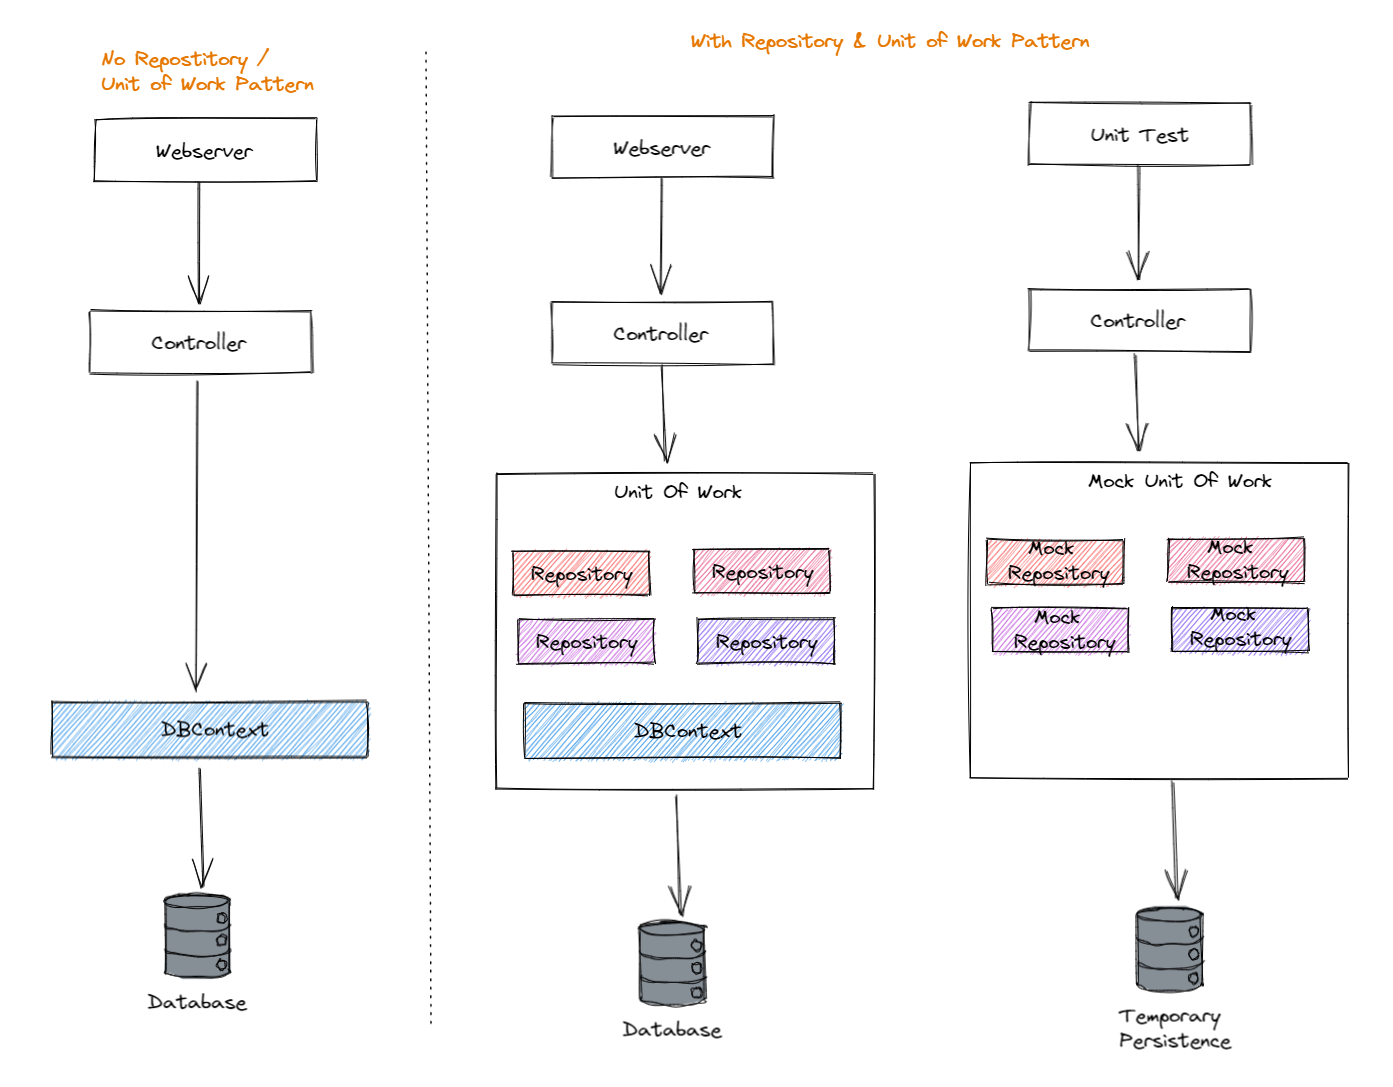 No Repostitory /
Unit of Work Pattern
Webserver
Controller
DBContext
Database
With Repository & Unit of Work Pattern
Webserver
Controller
Unit Of Work
Repository
Repository
Repository
Repository
DBContext
Database
Unit Test
Controller
Mock Unit Of Work
Mock
Repository
Mock
Repository
Mock
Repository
Mock
Repository
Temporary
Persistence